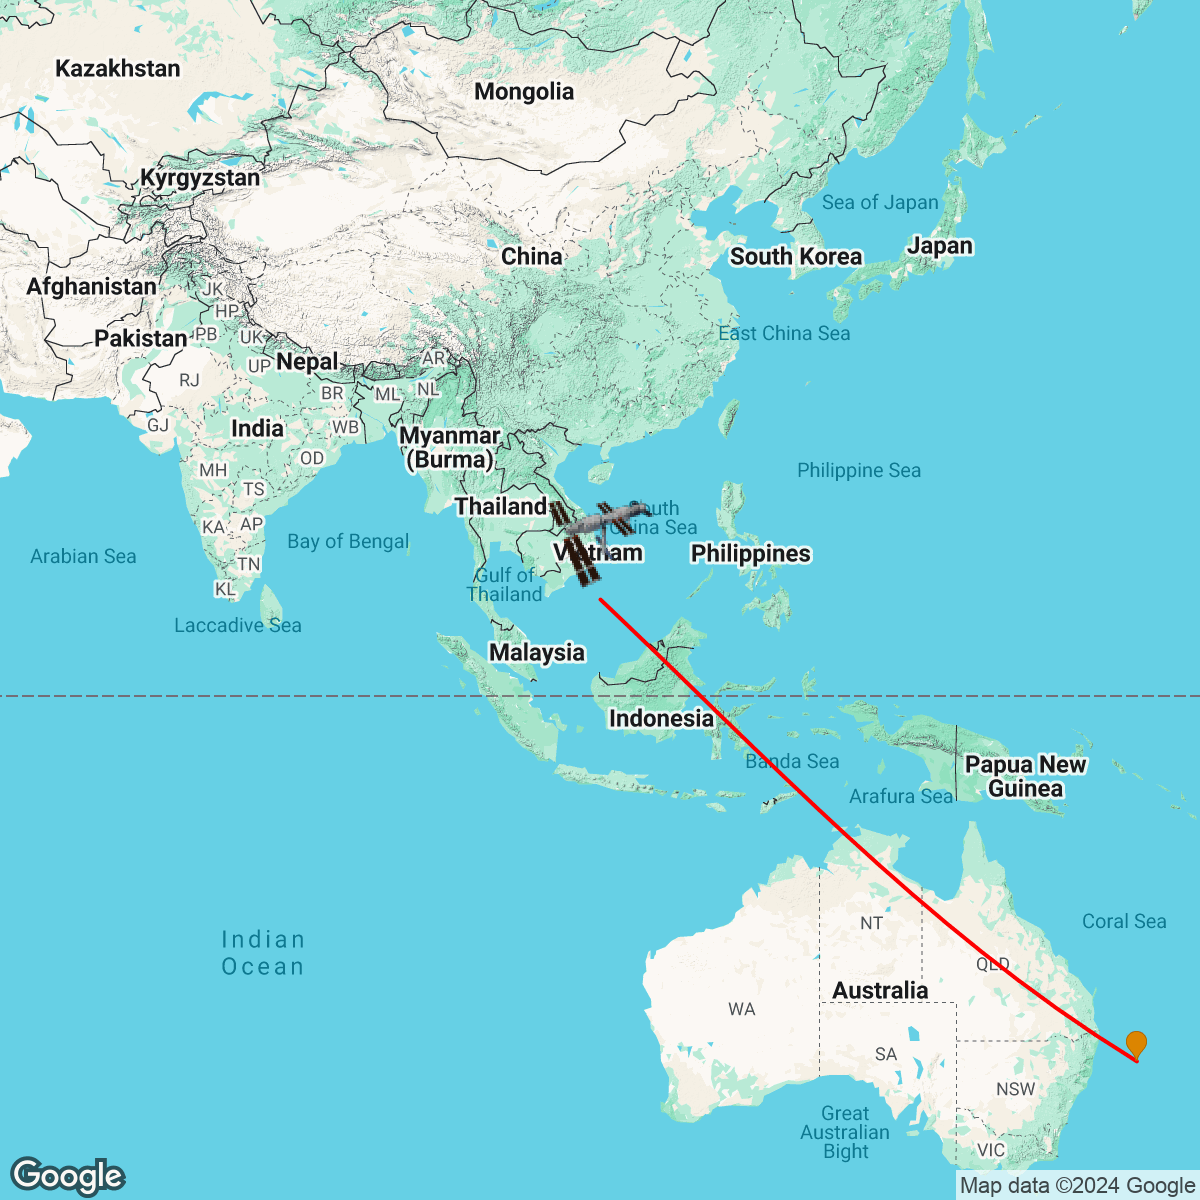 Kazakhstan
Mongolia
Kyrgyzstan
Sea of Japan
Japan
China
South Korea
Afghanistan
JK
HP
East China Sea
Pakistan
PB
UK
Nepal
UP
AR
RJ
BR
ML
NL
GJ
India
WB
Myanmar
(Burma)
OD
MH
Philippine Sea
TS
Thailand
South
China Sea
KA
AP
Bay of Bengal
Arabian Sea
Vietnam
Philippines
TN
KL
Gulf of
Thailand
Laccadive Sea
Malaysia
Indonesia
Banda Sea
Papua New
Guinea
Arafura Sea
Coral Sea
NT
Indian
Ocean
QLD
Australia
WA
SA
NSW
Great
Australian
Bight
VIC
Google
Map data ©2024 Google